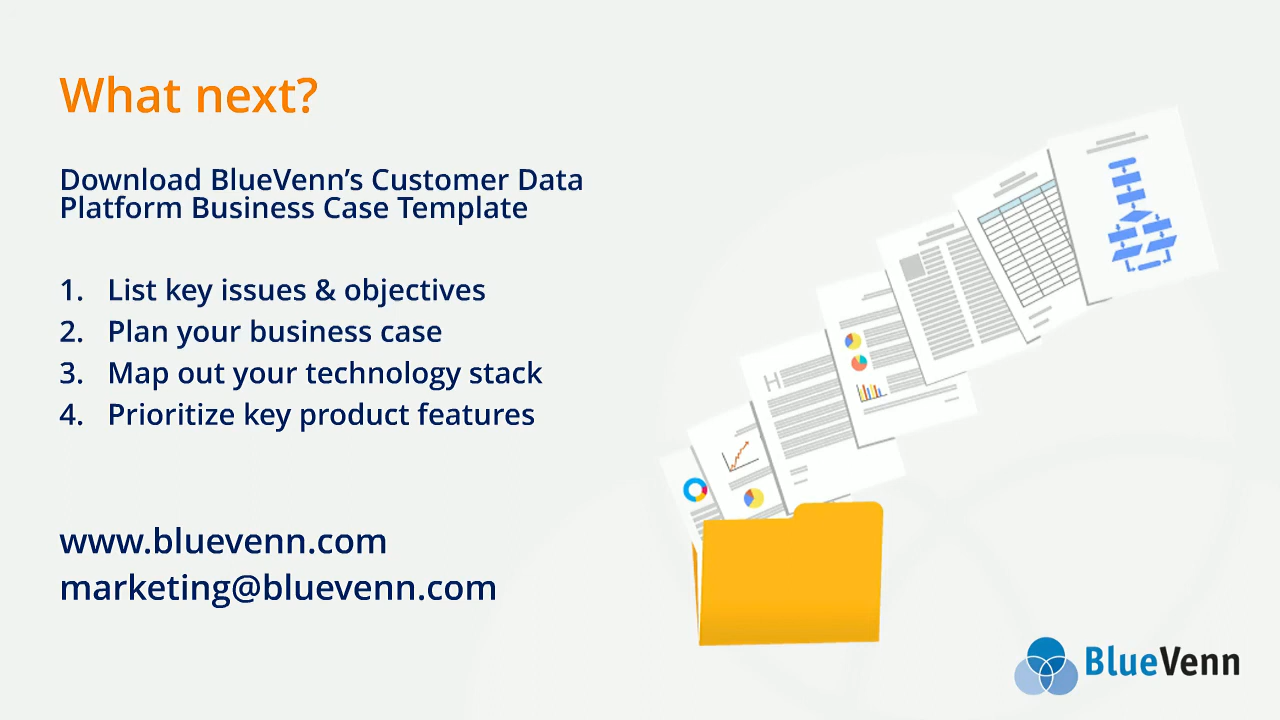 What next?
Download BlueVenn’s Customer Data
Platform Business Case Template
1. List key issues & objectives
2. Plan your business case
3. Map out your technology stack
4. Prioritize key product features
www.bluevenn.com
marketing@bluevenn.com
H
BlueVenn